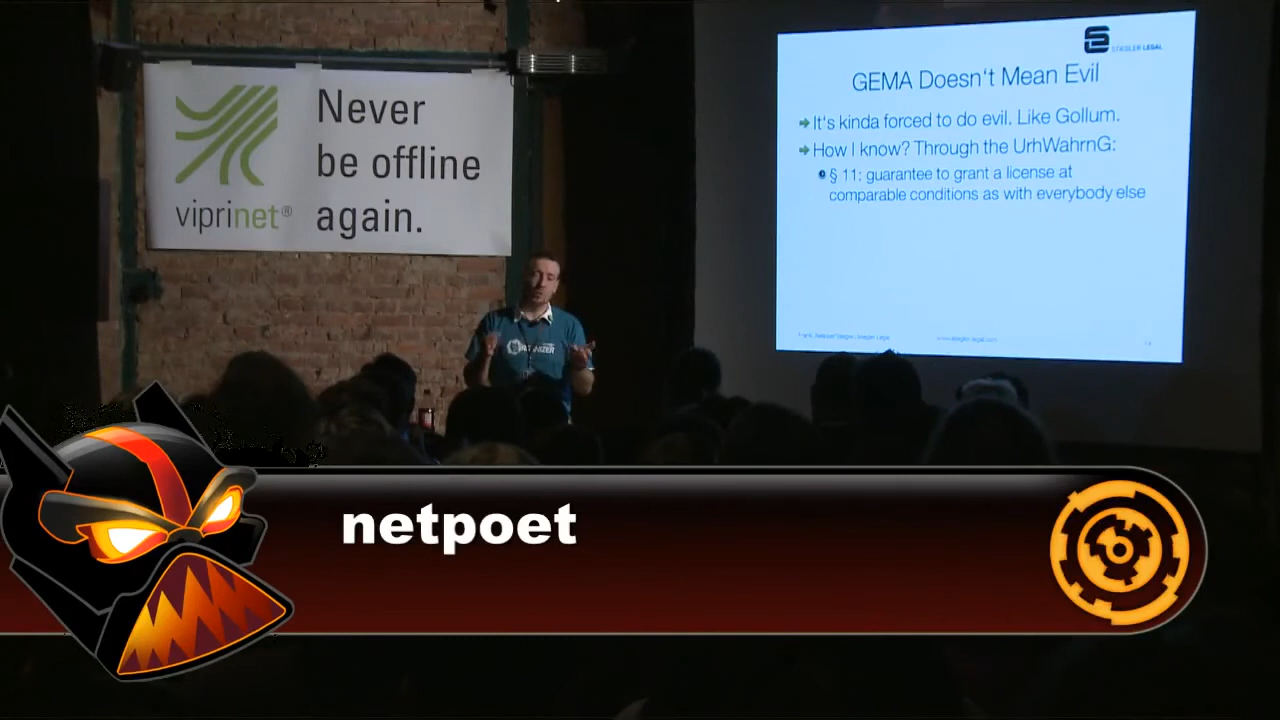 Never
be offline
again.
viprinet®
STIEGLER LEGAL
GEMA Doesn't Mean Evil
It's kinda forced to do evil. Like Gollum.
How I know? Through the UrhWahrnG:
§ 11: guarantee to grant a license at
comparable conditions as with everybody else
netpoet